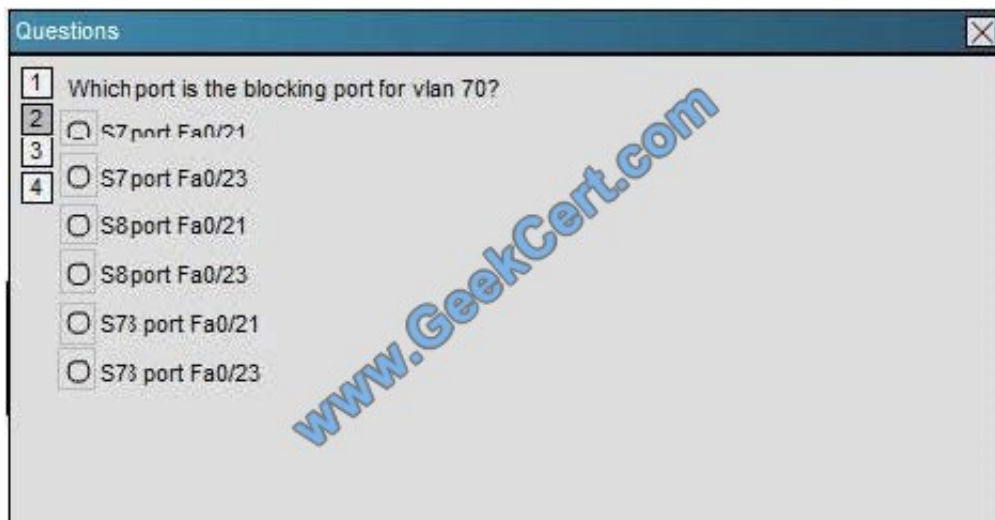 Questions
1 Which port is the blocking port for vlan 70?
2 S7 port Fa0/21
3
4 S7 port Fa0/23
S8 port Fa0/21
S8 port Fa0/23
S73 port Fa0/21
S73 port Fa0/23
www.GeekCert.com